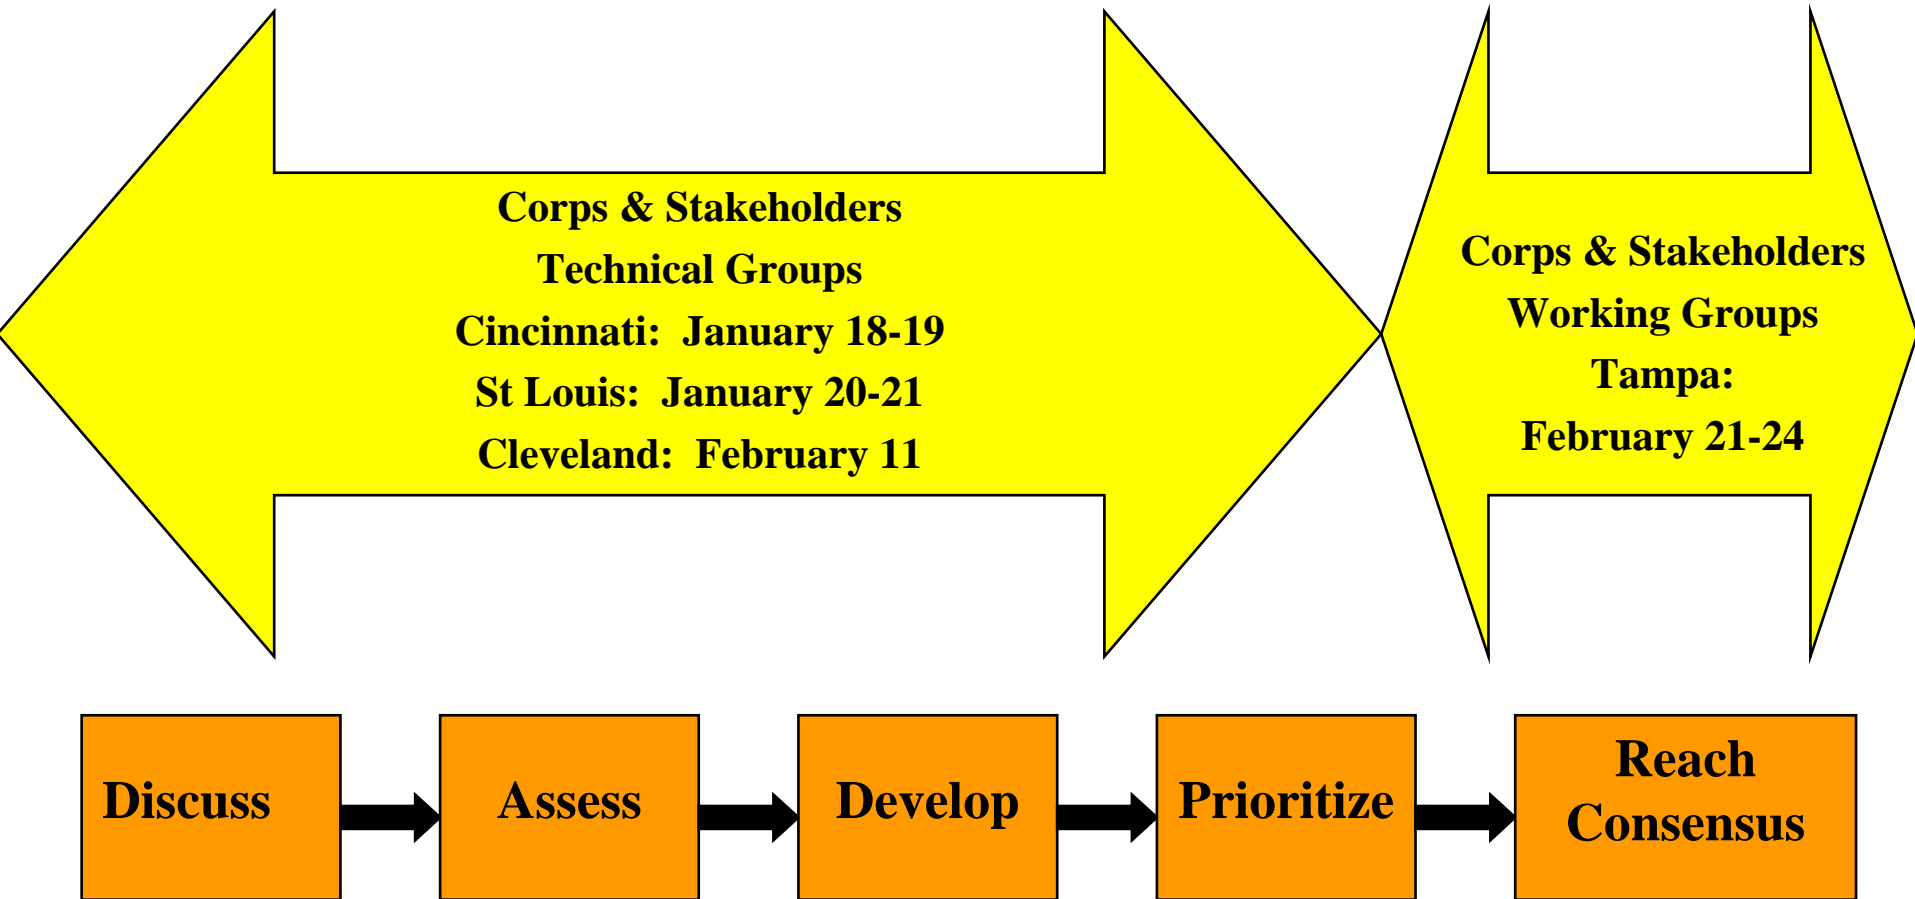 Corps & Stakeholders
Technical Groups
Cincinnati:  January 18-19
St Louis:  January 20-21
Cleveland:  February 11
Corps & Stakeholders
Working Groups
Tampa:
February 21-24
Discuss
Assess
Develop
Prioritize
Reach
Consensus